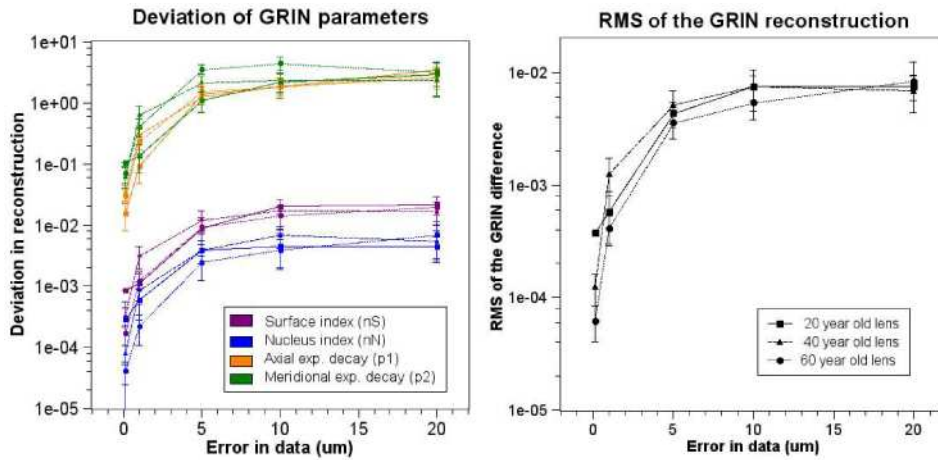 Deviation of GRIN parameters
Deviation in reconstruction
1e+01
1e+00
1e-01
1e-02
1e-03
1e-04
1e-05
0 5 10 15 20
Error in data (um)
Surface index (nS)
Nucleus index (nN)
Axial exp. decay (p1)
Meridional exp. decay (p2)
RMS of the GRIN reconstruction
RMS of the GRIN difference
1e-02
1e-03
1e-04
1e-05
0 5 10 15 20
Error in data (um)
20 year old lens
40 year old lens
60 year old lens